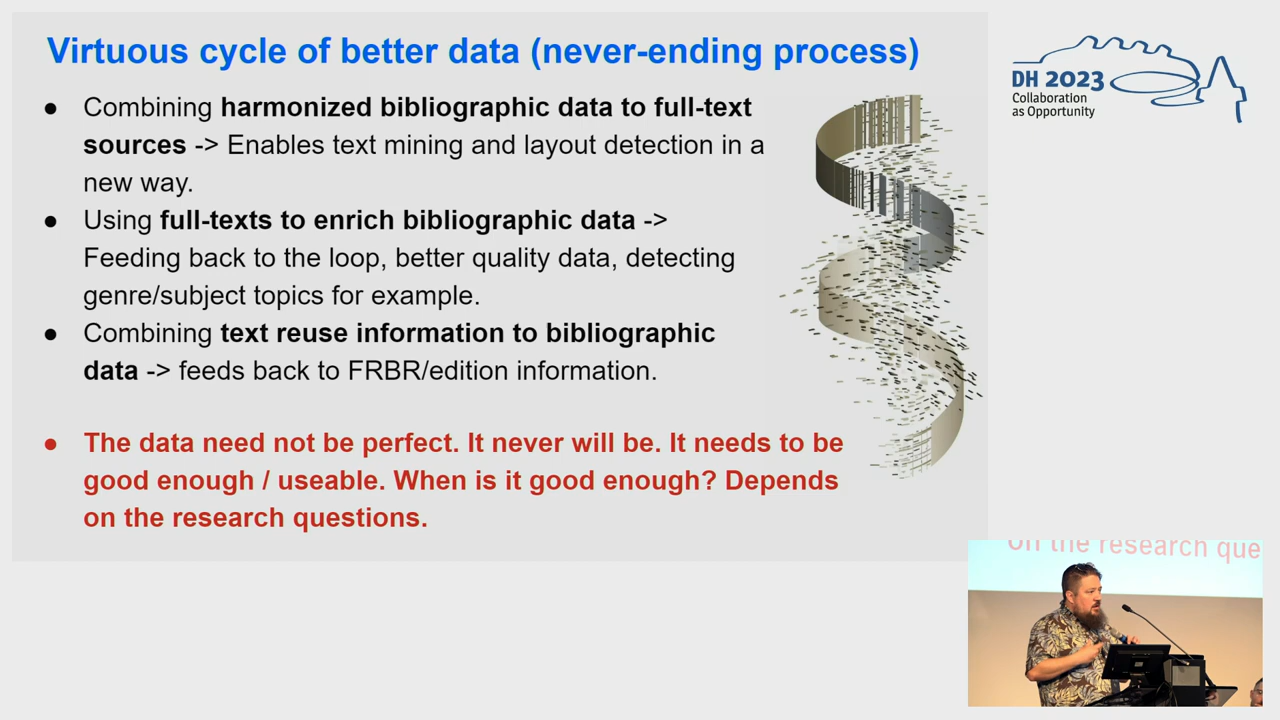 Virtuous cycle of better data (never-ending process)
● Combining harmonized bibliographic data to full-text
sources -> Enables text mining and layout detection in a
new way.
● Using full-texts to enrich bibliographic data ->
Feeding back to the loop, better quality data, detecting
genre/subject topics for example.
● Combining text reuse information to bibliographic
data -> feeds back to FRBR/edition information.
● The data need not be perfect. It never will be. It needs to be
good enough / useable. When is it good enough? Depends
on the research questions.
DH 2023
Collaboration
as Opportunity
on the research que